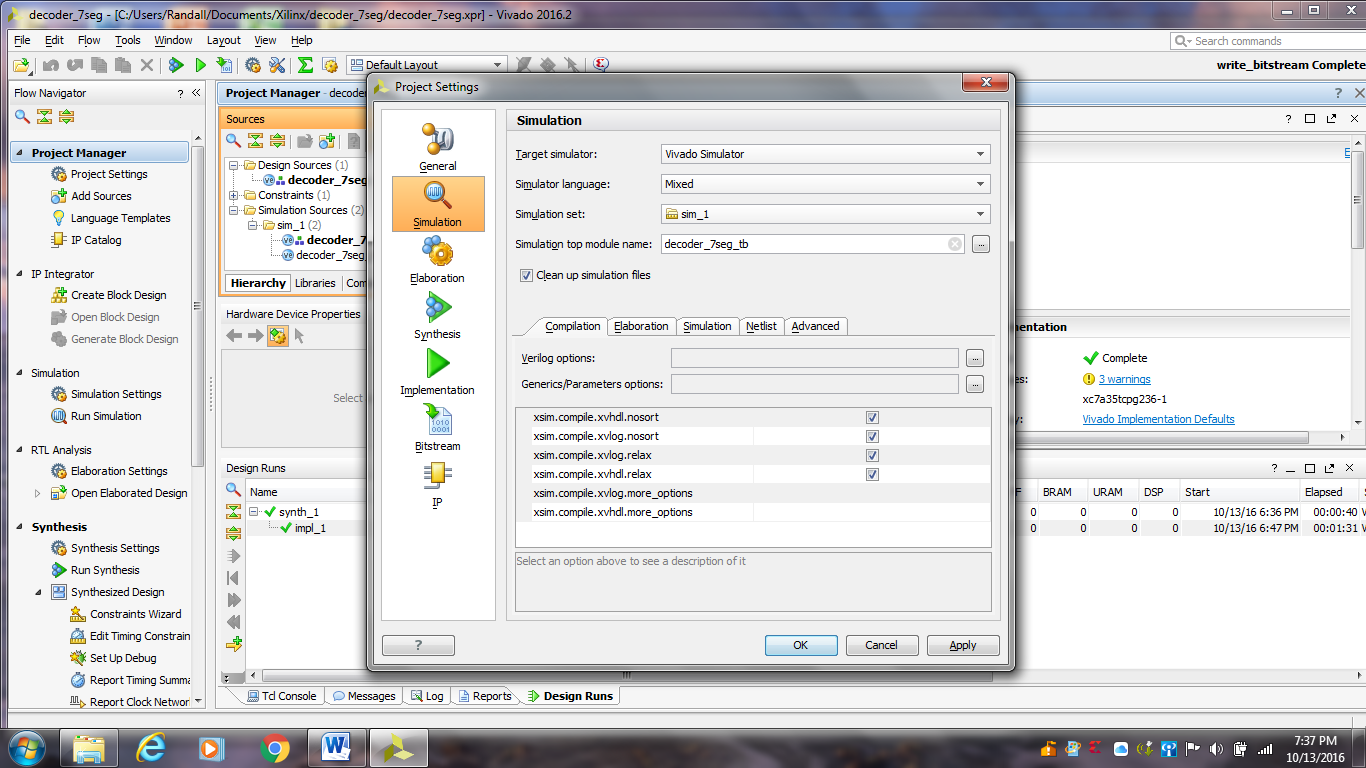 decoder_7seg - [C:/Users/Randall/Documents/Xilinx/decoder_7seg/decoder_7seg.xpr] - Vivado 2016.2
File Edit Flow Tools Window Layout View Help
Search commands
Default Layout
write_bitstream Complete
Flow Navigator ? «
Project Manager
Project Settings
Add Sources
Language Templates
IP Catalog
IP Integrator
Create Block Design
Open Block Design
Generate Block Design
Simulation
Simulation Settings
Run Simulation
RTL Analysis
Elaboration Settings
Open Elaborated Design
Synthesis
Synthesis Settings
Run Synthesis
Synthesized Design
Constraints Wizard
Edit Timing Constrain
Set Up Debug
Report Timing Summa
Report Clock Networ
Project Manager - decoder
Sources
Design Sources (1)
decoder_7seg
Constraints (1)
Simulation Sources (2)
sim_1 (2)
decoder_7
decoder_7seg_
Hierarchy Libraries Com
Hardware Device Properties
Select
Design Runs
Name
synth_1
impl_1
Project Settings
General
Simulation
Elaboration
Synthesis
Implementation
Bitstream
IP
Simulation
Target simulator: Vivado Simulator
Simulator language: Mixed
Simulation set: sim_1
Simulation top module name: decoder_7seg_tb ...
Clean up simulation files
Compilation Elaboration Simulation Netlist Advanced
Verilog options: ...
Generics/Parameters options: ...
xsim.compile.xvhdl.nosort
xsim.compile.xvlog.nosort
xsim.compile.xvlog.relax
xsim.compile.xvhdl.relax
xsim.compile.xvlog.more_options
xsim.compile.xvhdl.more_options
Select an option above to see a description of it
? OK Cancel Apply
mentation
Complete
es: 3 warnings
xc7a35tcpg236-1
y: Vivado Implementation Defaults
F BRAM URAM DSP Start Elapsed
0 0 0 0 10/13/16 6:36 PM 00:00:40
0 0 0 0 10/13/16 6:47 PM 00:01:31
Tcl Console Messages Log Reports Design Runs
7:37 PM
10/13/2016